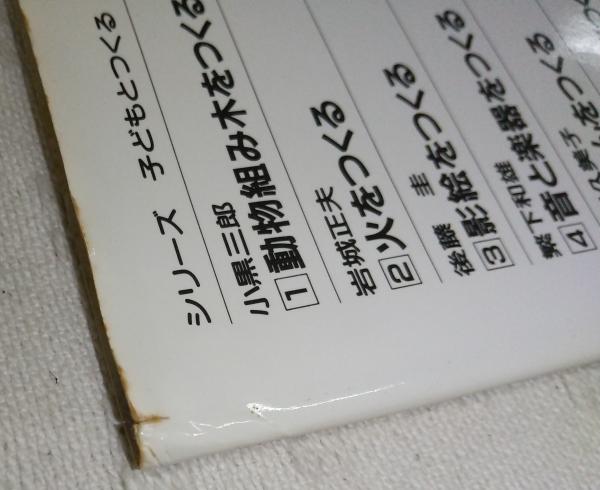 シリーズ 子どもとつくる
小黒三郎
1 動物組み木をつくる
岩城正夫
2 火をつくる
後藤 圭
3 影絵をつくる
繁下和雄
4 音と楽器をつくる